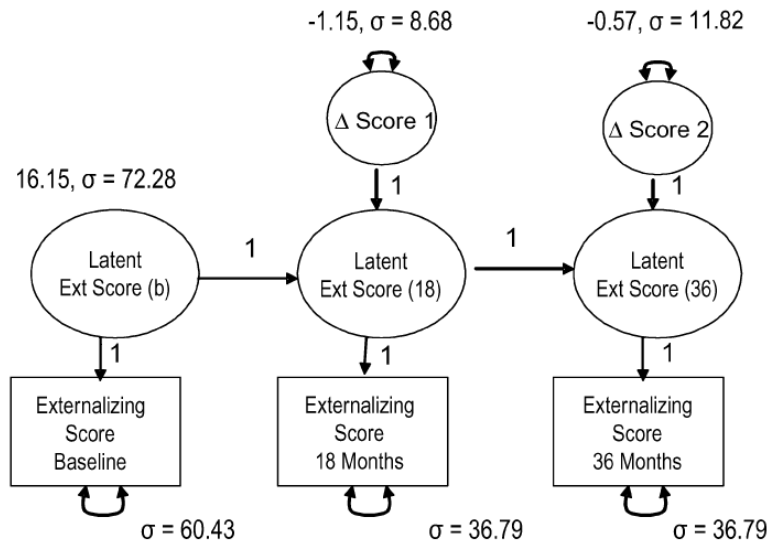 -1.15, σ = 8.68
-0.57, σ = 11.82
Δ Score 1
Δ Score 2
1
1
16.15, σ = 72.28
1
1
Latent
Ext Score (b)
Latent
Ext Score (18)
Latent
Ext Score (36)
1
1
1
Externalizing
Score
Baseline
Externalizing
Score
18 Months
Externalizing
Score
36 Months
σ = 60.43
σ = 36.79
σ = 36.79